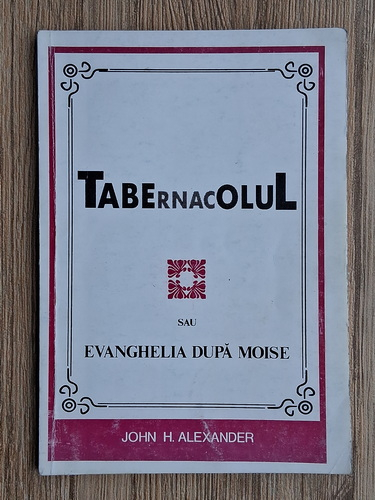 TABERNACOLUL
SAU
EVANGHELIA DUPĂ MOISE
JOHN H. ALEXANDER